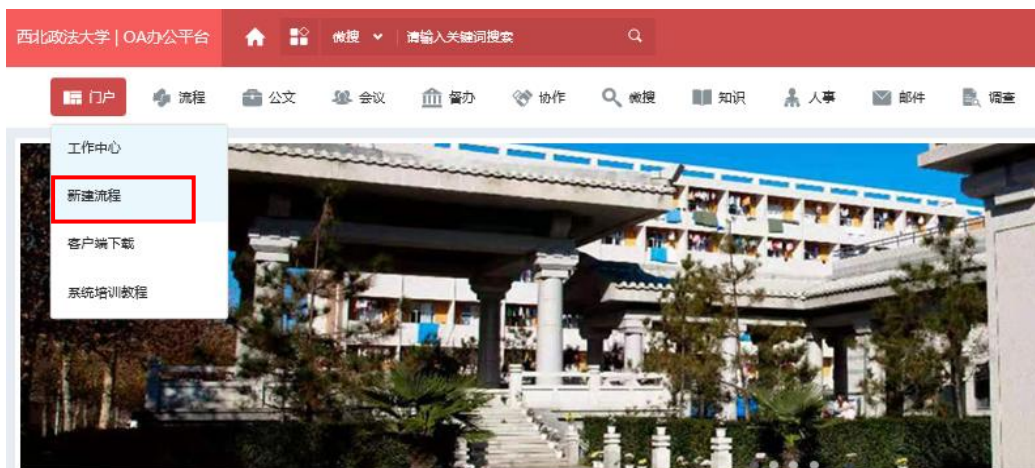 西北政法大学 | OA办公平台 微搜 请输入关键词搜索
门户 流程 公文 会议 督办 协作 微搜 知识 人事 邮件 调查
工作中心
新建流程
客户端下载
系统培训教程